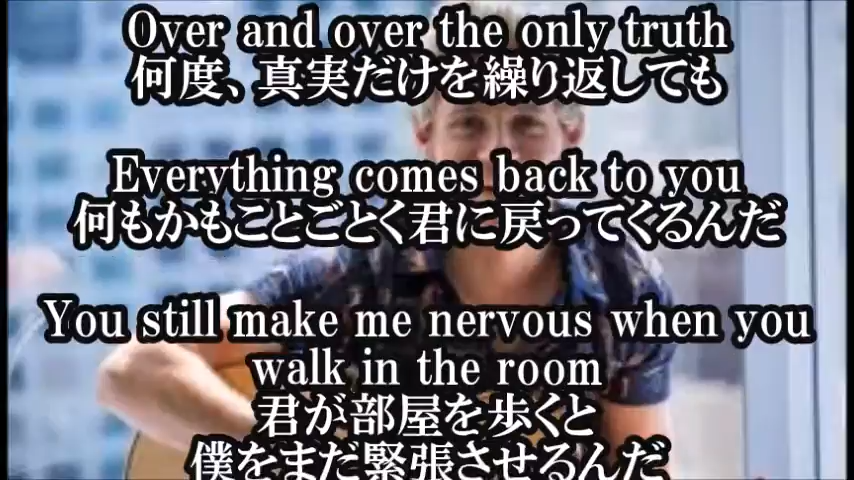 Over and over the only truth
何度、真実だけを繰り返しても
Everything comes back to you
何もかもことごとく君に戻ってくるんだ
You still make me nervous when you
walk in the room
君が部屋を歩くと
僕をまだ緊張させるんだ